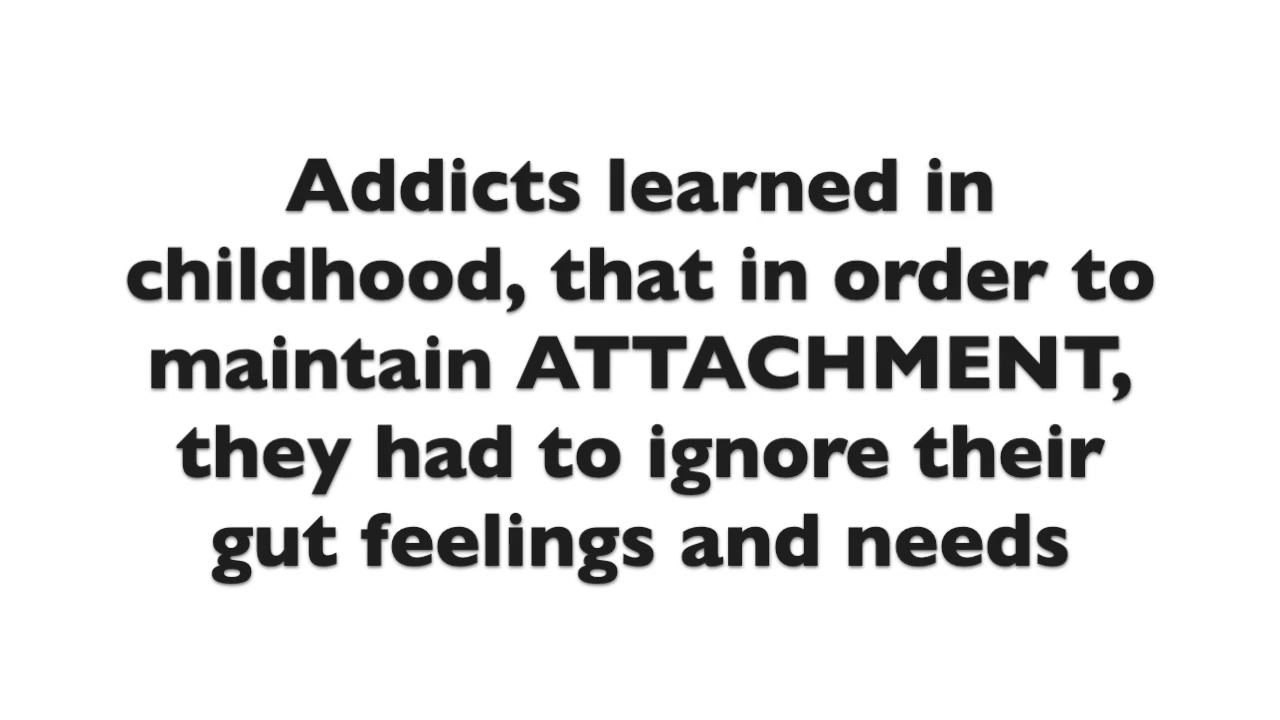 Addicts learned in
childhood, that in order to
maintain ATTACHMENT,
they had to ignore their
gut feelings and needs